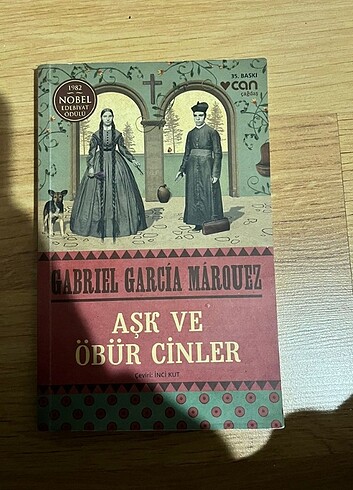 1982
NOBEL
EDEBİYAT
ÖDÜLÜ
35. BASKI
can
çağdaş
GABRIEL GARCÍA MÁRQUEZ
AŞK VE
ÖBÜR CİNLER
Çeviri: İNCİ KUT